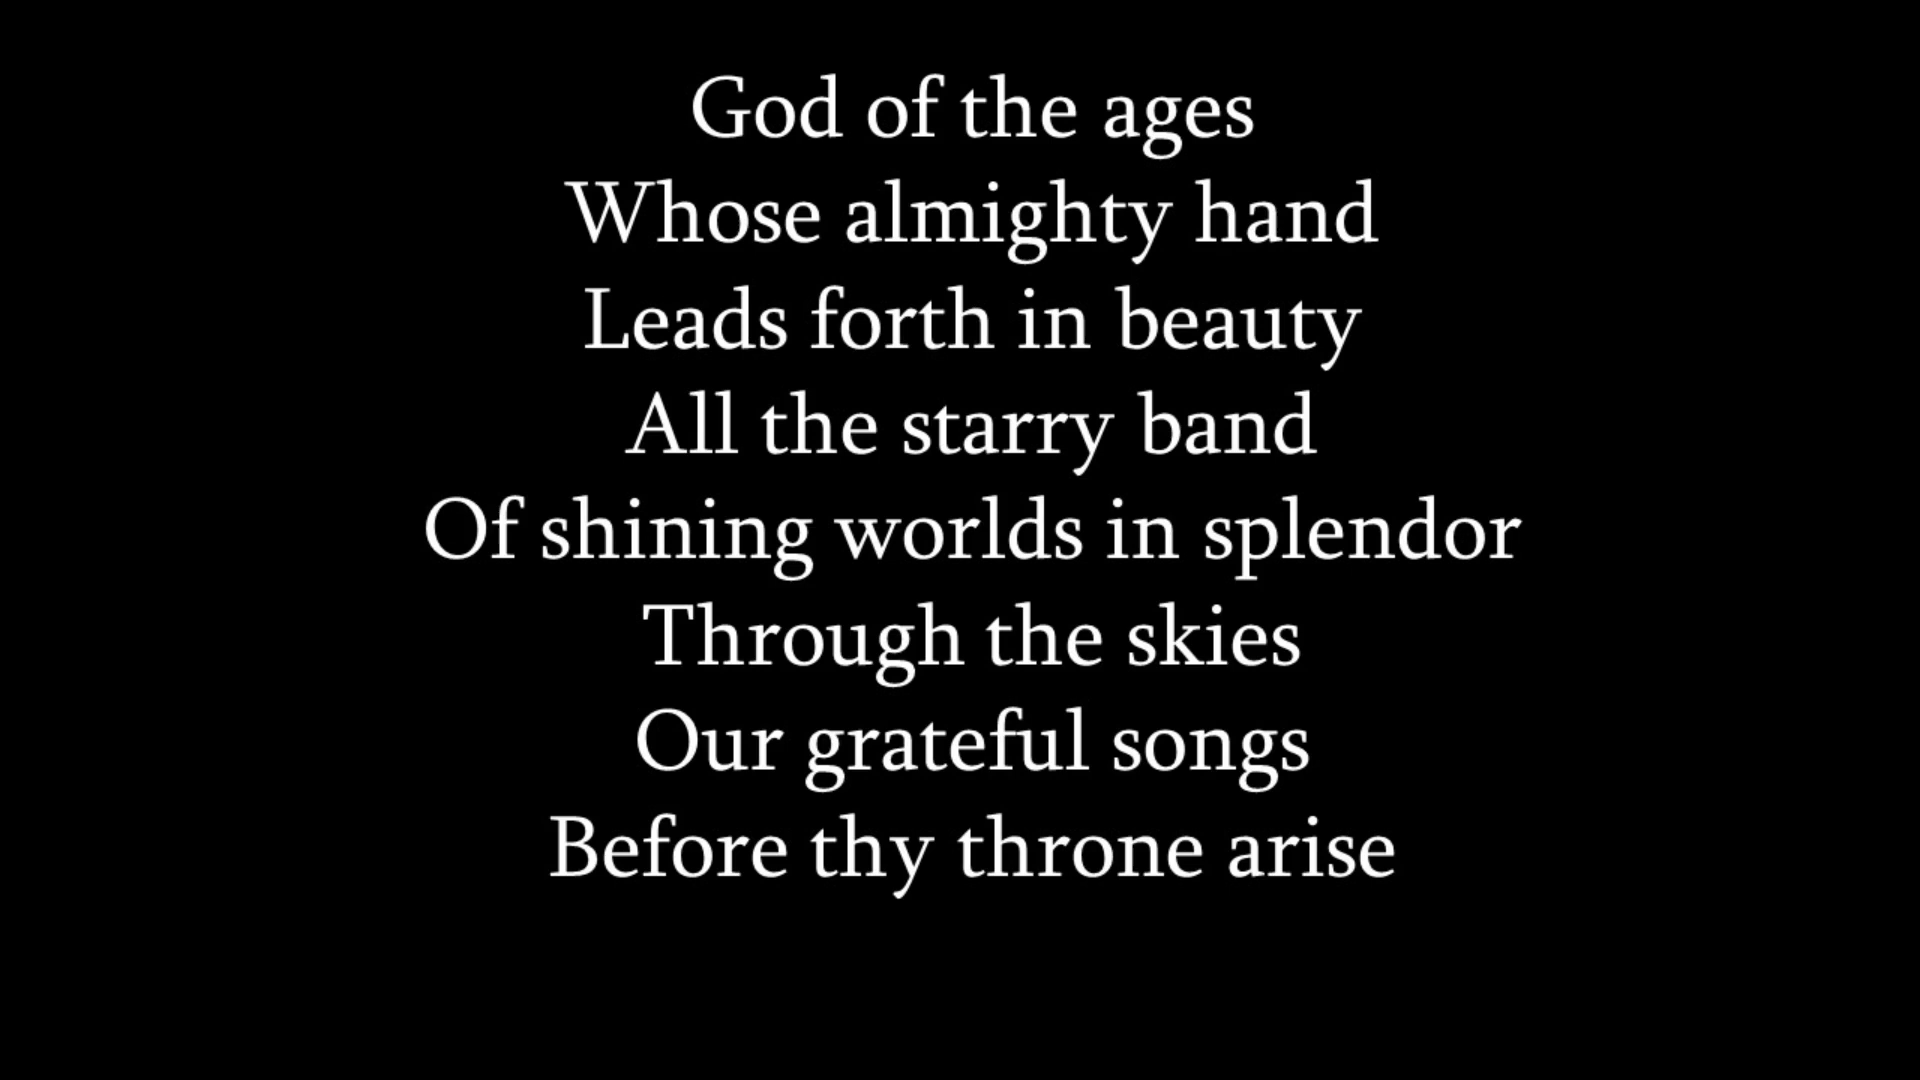 God of the ages
Whose almighty hand
Leads forth in beauty
All the starry band
Of shining worlds in splendor
Through the skies
Our grateful songs
Before thy throne arise